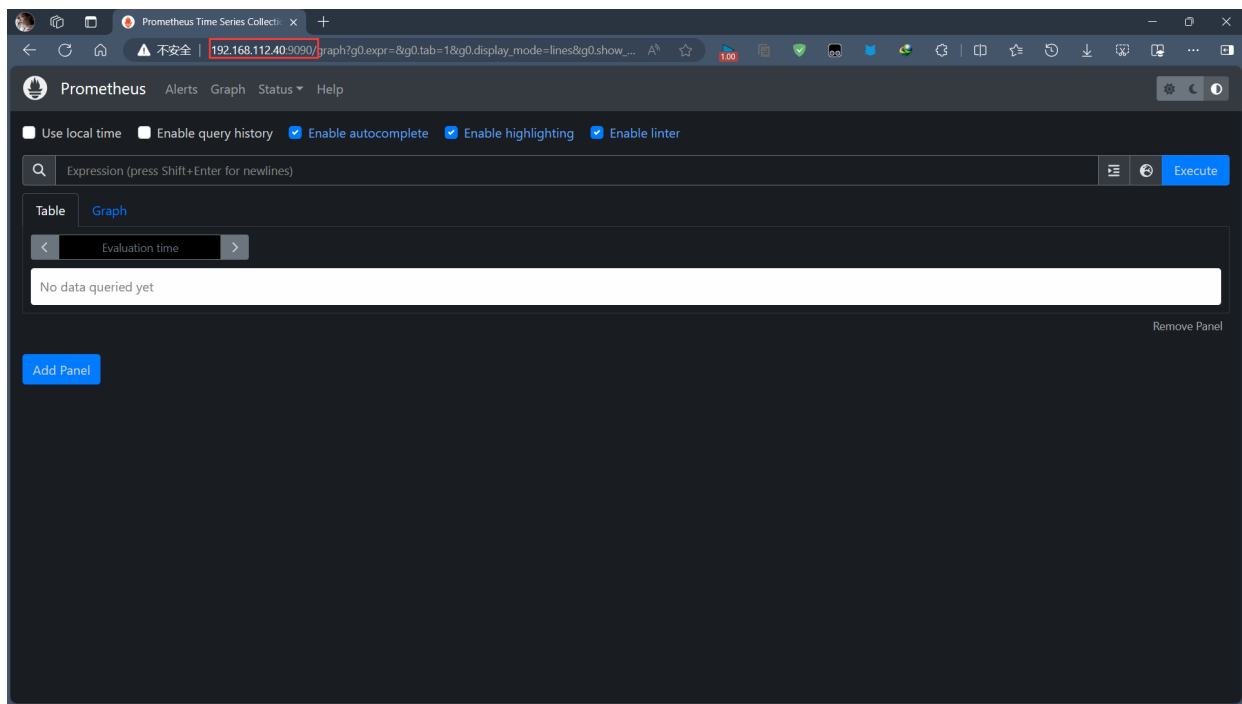 Prometheus Time Series Collectio
不安全 | 192.168.112.40:9090/graph?g0.expr=&g0.tab=1&g0.display_mode=lines&g0.show_...
1.00
Prometheus Alerts Graph Status Help
Use local time Enable query history Enable autocomplete Enable highlighting Enable linter
Expression (press Shift+Enter for newlines) Execute
Table Graph
Evaluation time
No data queried yet
Remove Panel
Add Panel